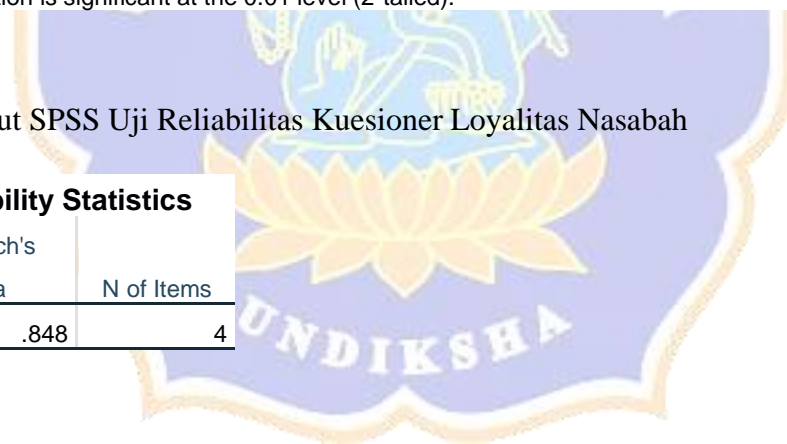 tion is significant at the 0.01 level (2-tailed).
ut SPSS Uji Reliabilitas Kuesioner Loyalitas Nasabah
bility Statistics
ch's
a N of Items
.848 4
UNDIKSHA